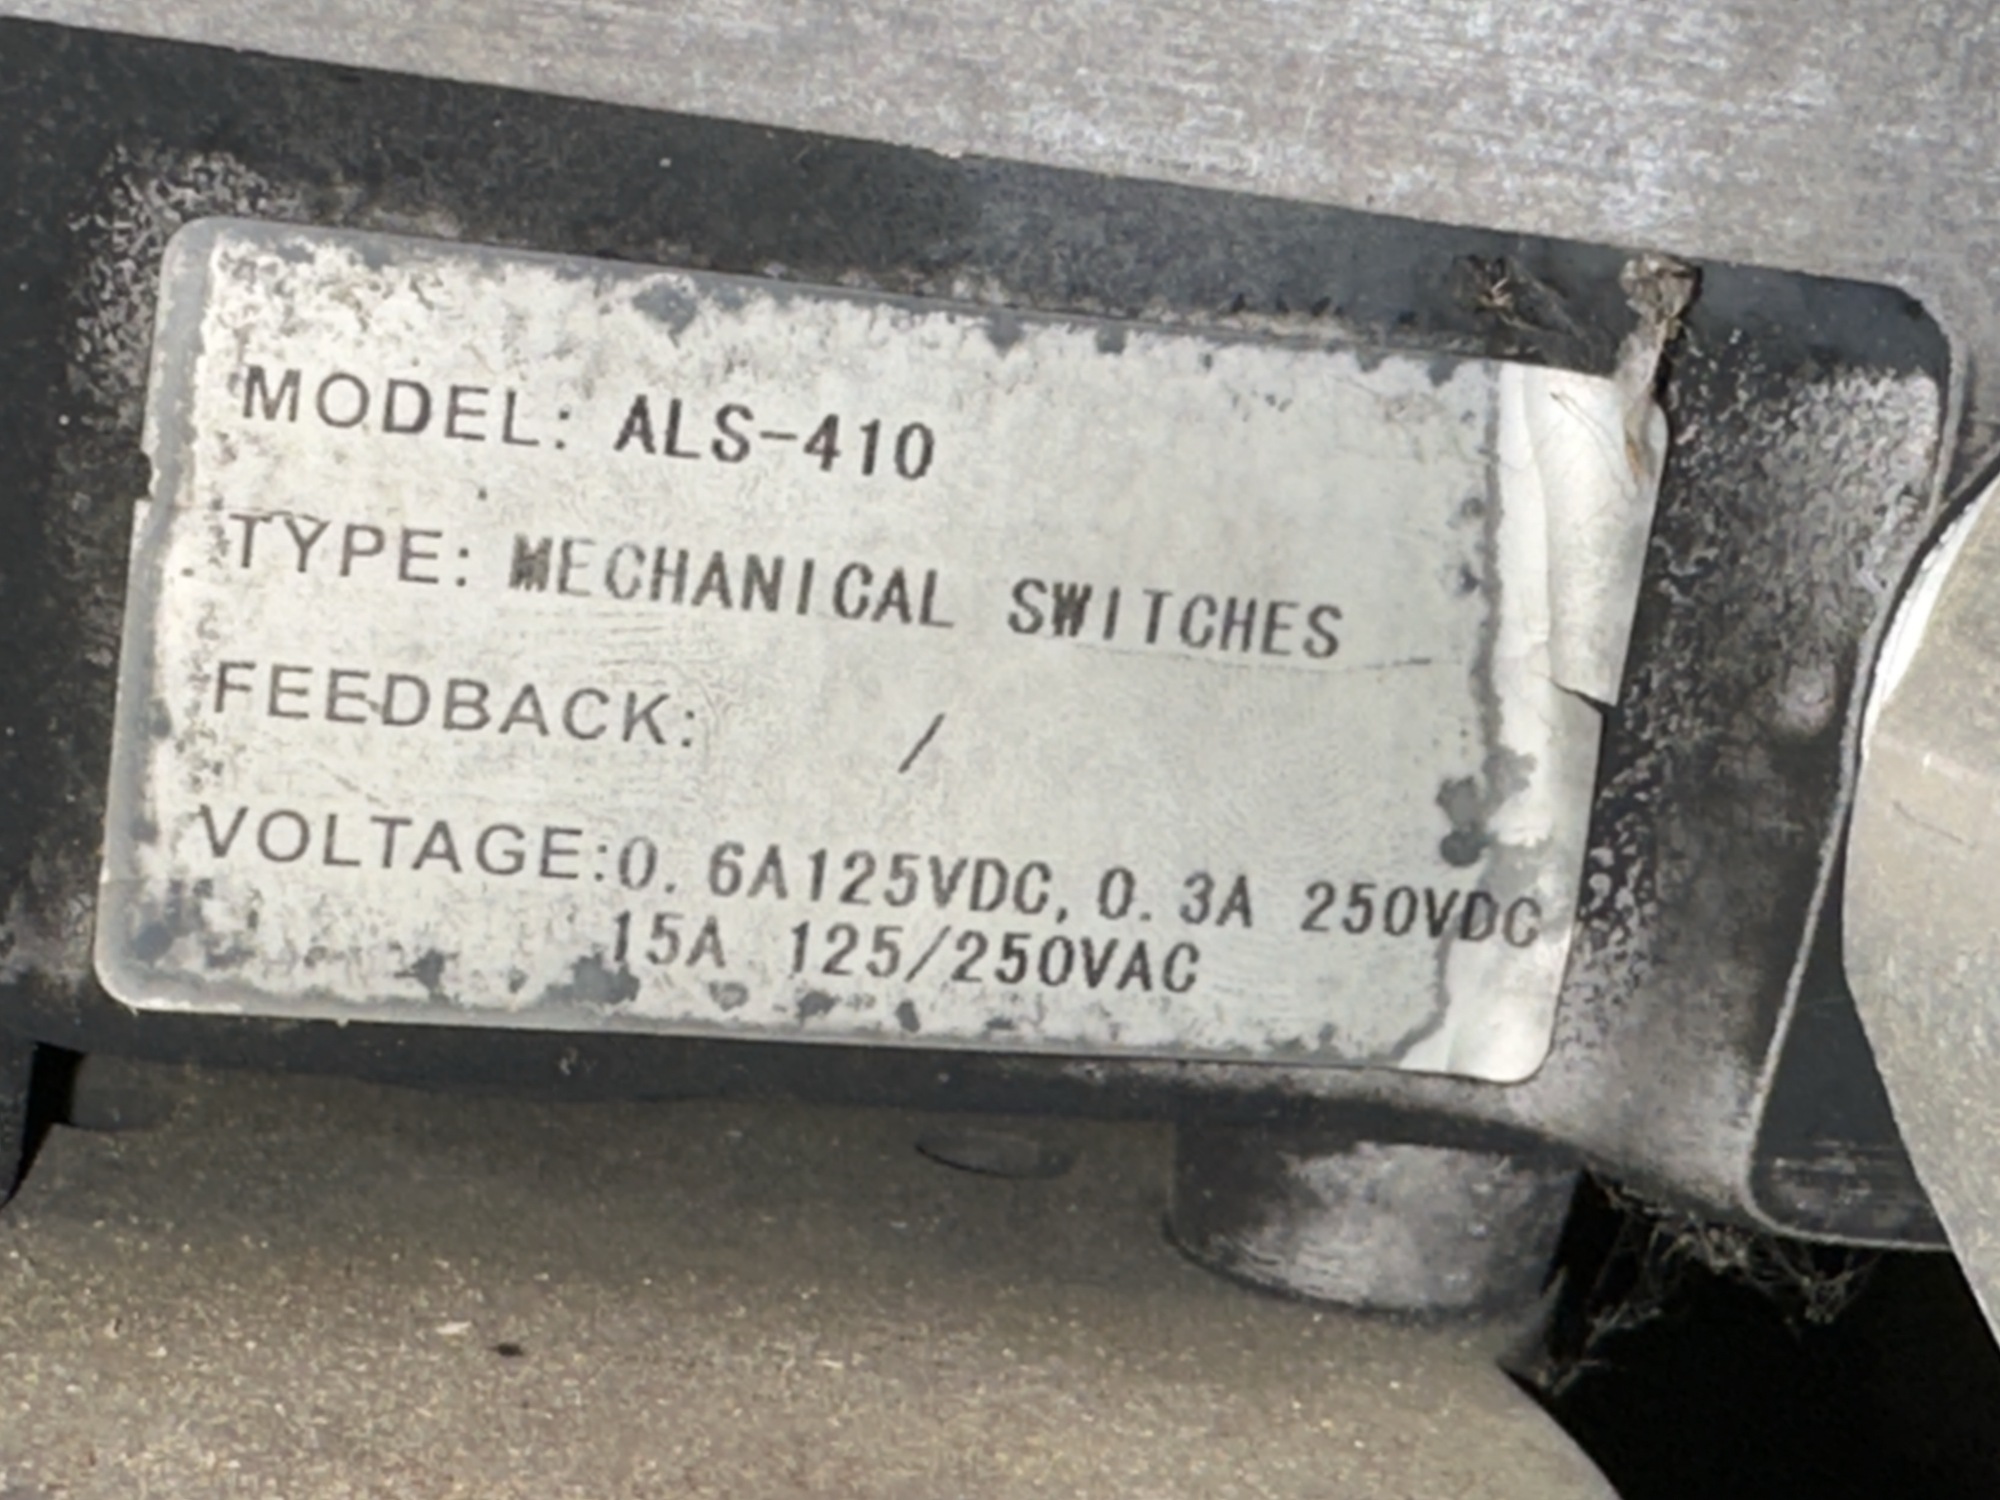 MODEL: ALS-410
TYPE: MECHANICAL SWITCHES
FEEDBACK: /
VOLTAGE:0.6A125VDC,0.3A 250VDC
15A 125/250VAC